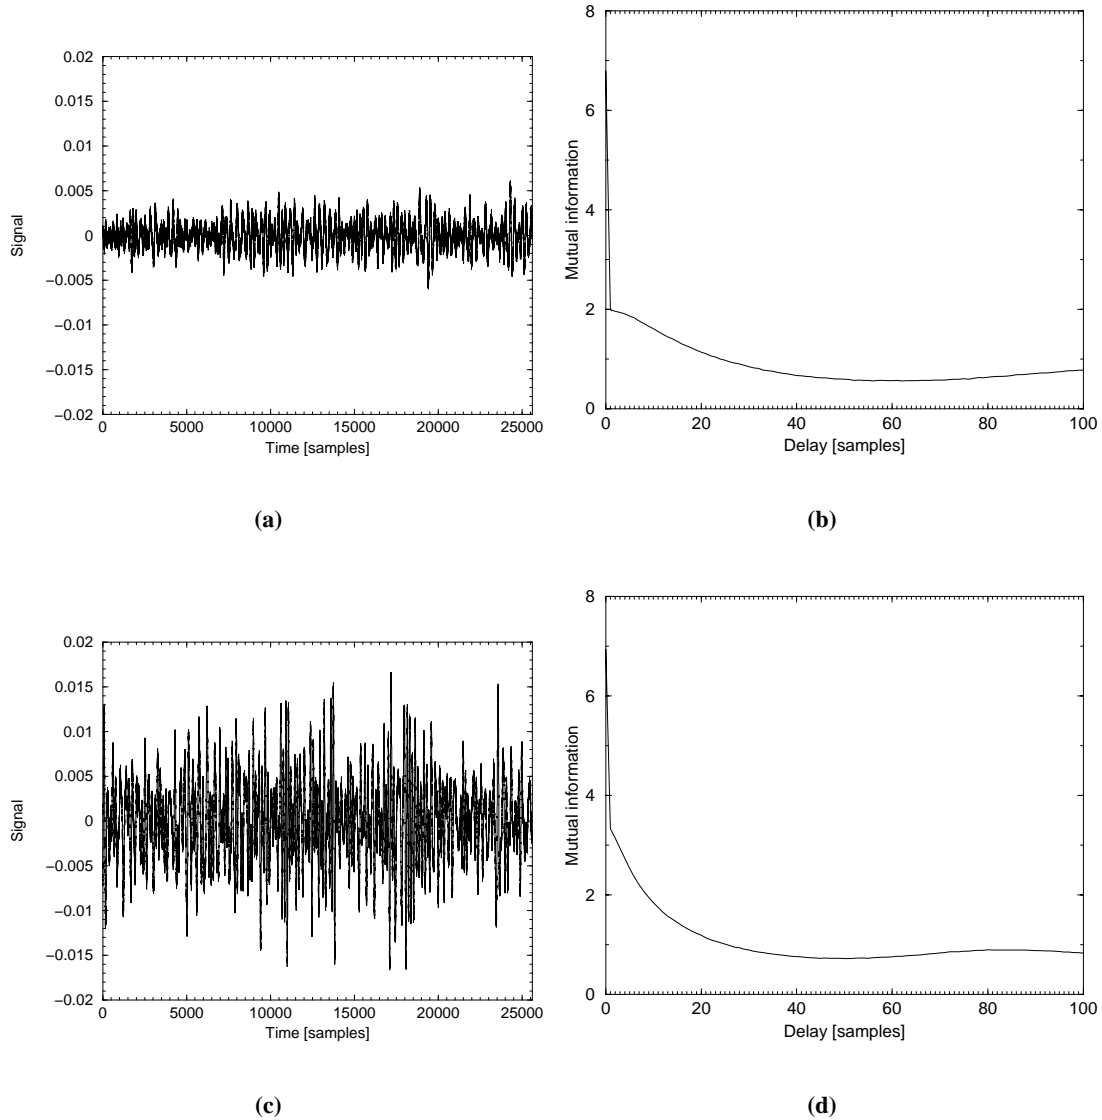 8
0.02
0.015
0.01
0.005
0
−0.005
−0.01
−0.015
−0.02
Signal
0 5000 10000 15000 20000 25000
Time [samples]
6
4
2
0
Mutual information
0 20 40 60 80 100
Delay [samples]
(a) (b)
0.02
0.015
0.01
0.005
0
−0.005
−0.01
−0.015
−0.02
Signal
0 5000 10000 15000 20000 25000
Time [samples]
8
6
4
2
0
Mutual information
0 20 40 60 80 100
Delay [samples]
(c) (d)